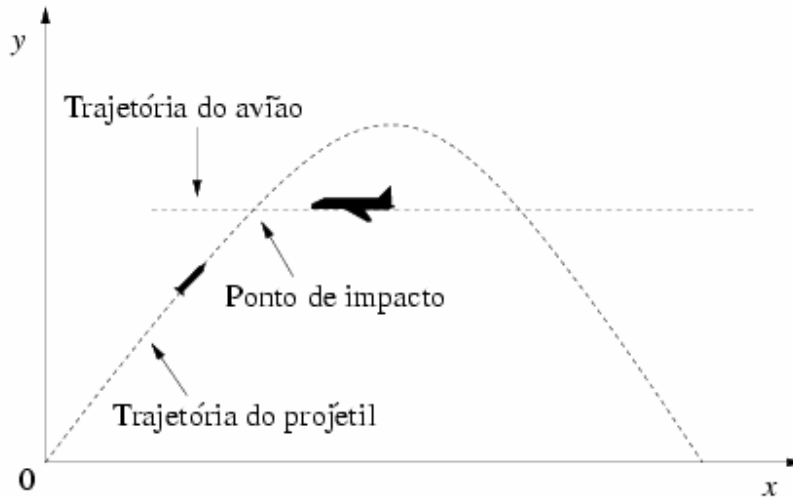 y
Trajetória do avião
Ponto de impacto
Trajetória do projetil
0
x